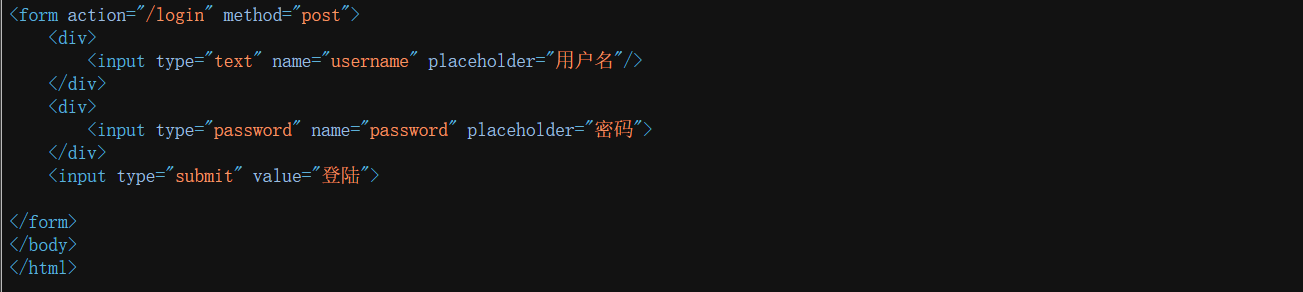 <form action="/login" method="post">
    <div>
        <input type="text" name="username" placeholder="用户名"/>
    </div>
    <div>
        <input type="password" name="password" placeholder="密码">
    </div>
    <input type="submit" value="登陆">

</form>
</body>
</html>